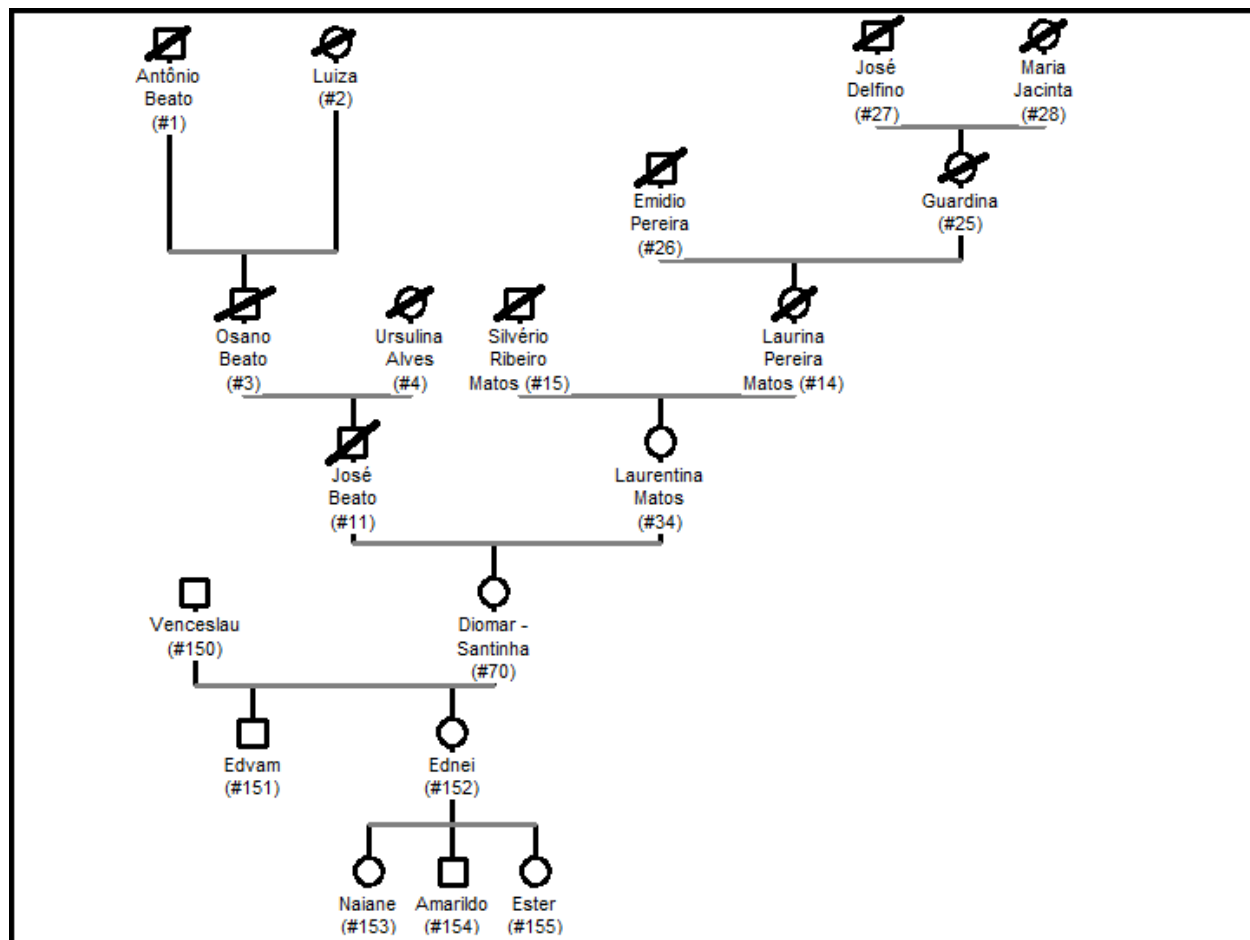 Antônio
Beato
(#1)
Luiza
(#2)
José
Delfino
(#27)
Maria
Jacinta
(#28)
Emidio
Pereira
(#26)
Guardina
(#25)
Osano
Beato
(#3)
Ursulina
Alves
(#4)
Silvério
Ribeiro
Matos (#15)
Laurina
Pereira
Matos (#14)
José
Beato
(#11)
Laurentina
Matos
(#34)
Venceslau
(#150)
Diomar -
Santinha
(#70)
Edvam
(#151)
Ednei
(#152)
Naiane
(#153)
Amarildo
(#154)
Ester
(#155)